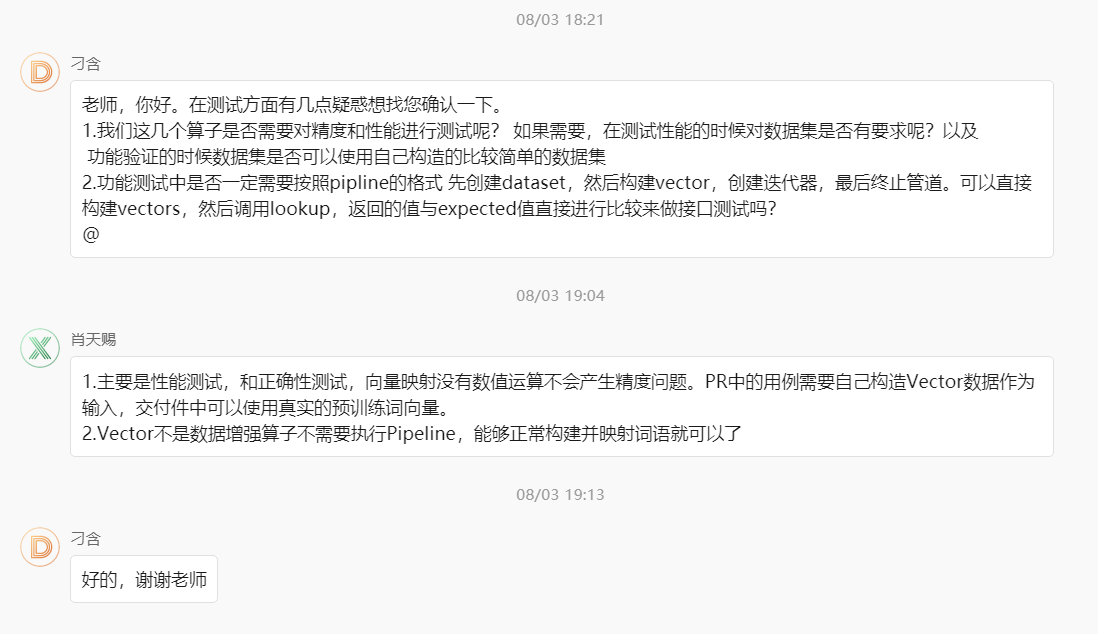 08/03 18:21
刁含
老师，你好。在测试方面有几点疑惑想找您确认一下。
1.我们这几个算子是否需要对精度和性能进行测试呢？ 如果需要，在测试性能的时候对数据集是否有要求呢？以及
功能验证的时候数据集是否可以使用自己构造的比较简单的数据集
2.功能测试中是否一定需要按照pipline的格式 先创建dataset，然后构建vector，创建迭代器，最后终止管道。可以直接
构建vectors，然后调用lookup，返回的值与expected值直接进行比较来做接口测试吗？
@
08/03 19:04
肖天赐
1.主要是性能测试，和正确性测试，向量映射没有数值运算不会产生精度问题。PR中的用例需要自己构造Vector数据作为
输入，交付件中可以使用真实的预训练词向量。
2.Vector不是数据增强算子不需要执行Pipeline，能够正常构建并映射词语就可以了
08/03 19:13
刁含
好的，谢谢老师